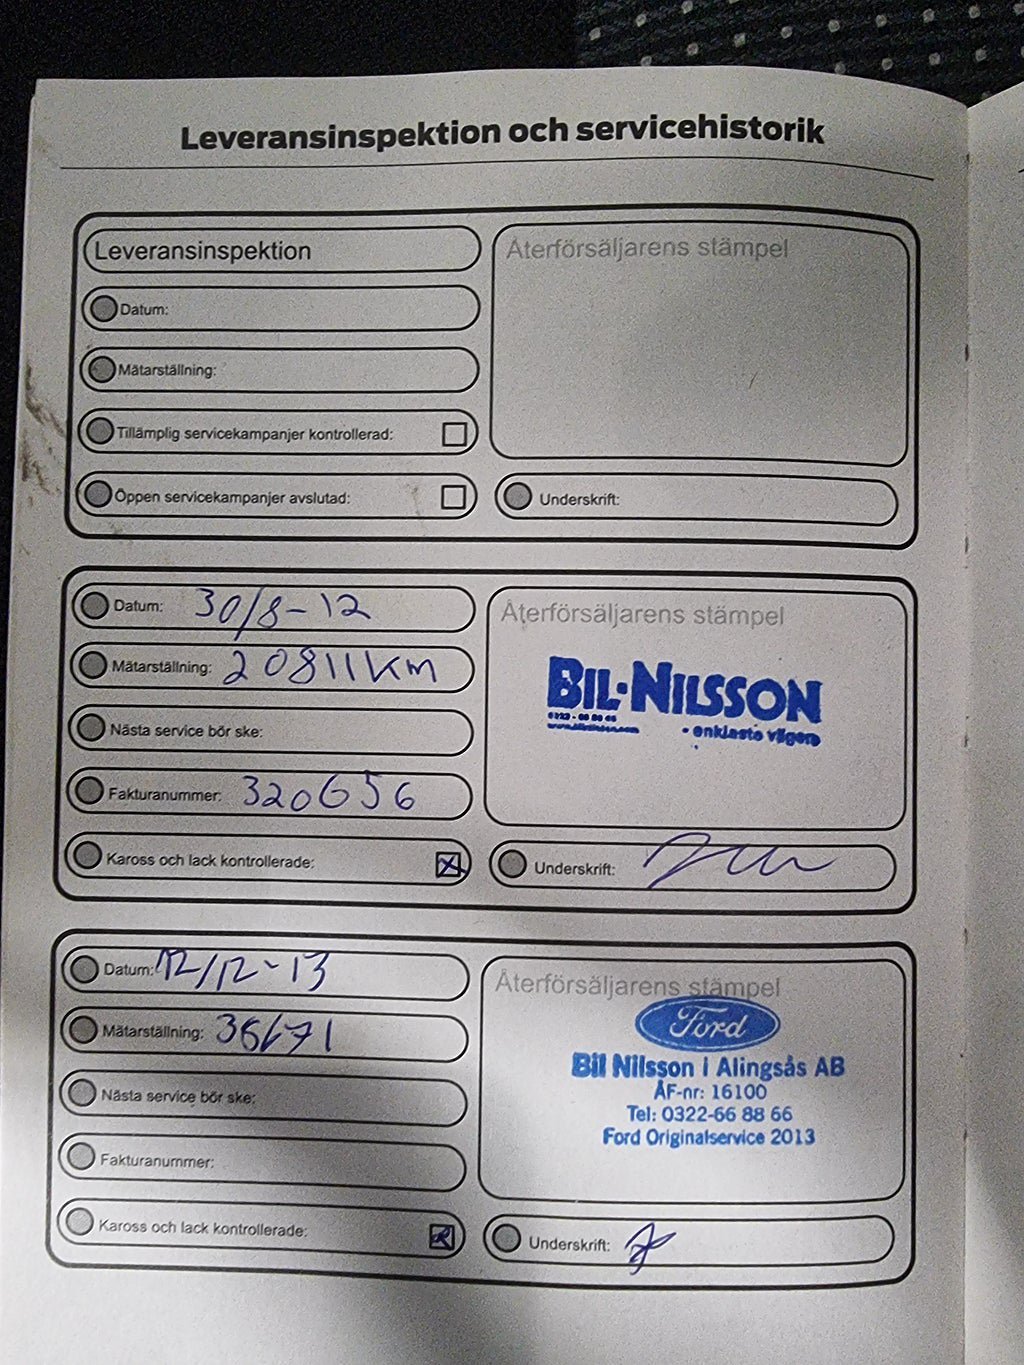 Leveransinspektion och servicehistorik
Leveransinspektion
Återförsäljarens stämpel
Datum:
Mätarställning:
Tillämplig servicekampanjer kontrollerad:
Öppen servicekampanjer avslutad:
Underskrift:
Datum: 30/8-12
Mätarställning: 20811km
Nästa service bör ske:
Fakturanummer: 320656
Kaross och lack kontrollerade:
Återförsäljarens stämpel
BIL·NILSSON
- enklaste vägen
Underskrift:
Datum: 12/12-13
Mätarställning:
Nästa service bör ske:
Fakturanummer:
Kaross och lack kontrollerade:
Återförsäljarens stämpel
Ford
Bil Nilsson i Alingsås AB
ÅF-nr: 16100
Tel: 0322-66 88 66
Ford Originalservice 2013
Underskrift: